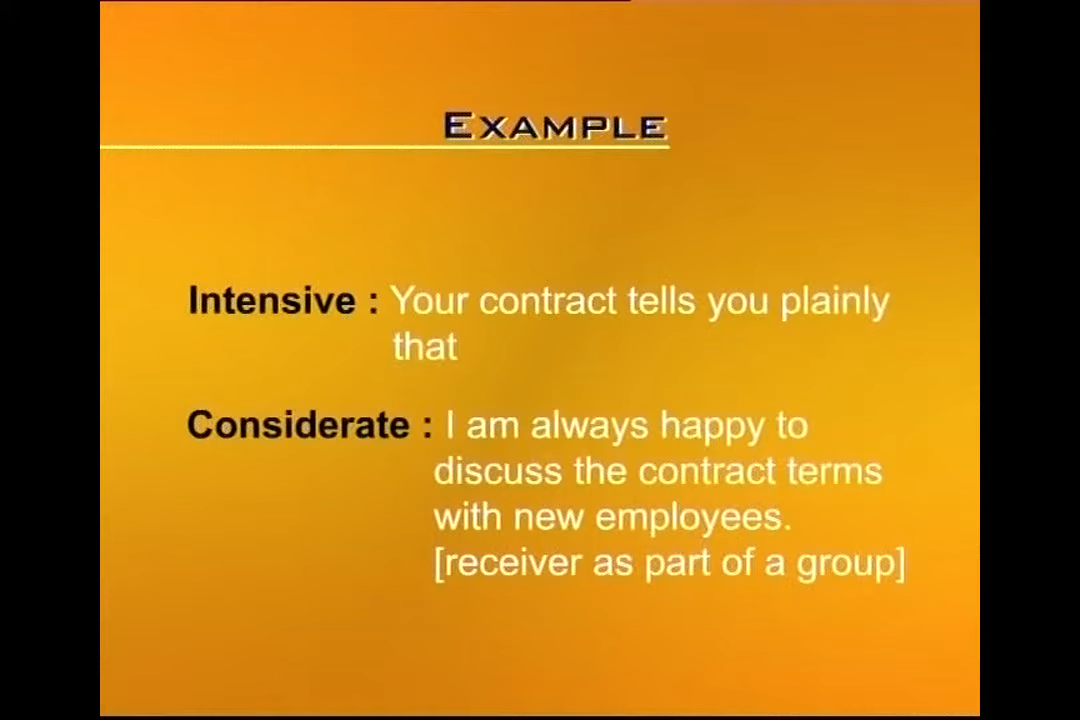 EXAMPLE
Intensive : Your contract tells you plainly
that
Considerate : I am always happy to
discuss the contract terms
with new employees.
[receiver as part of a group]